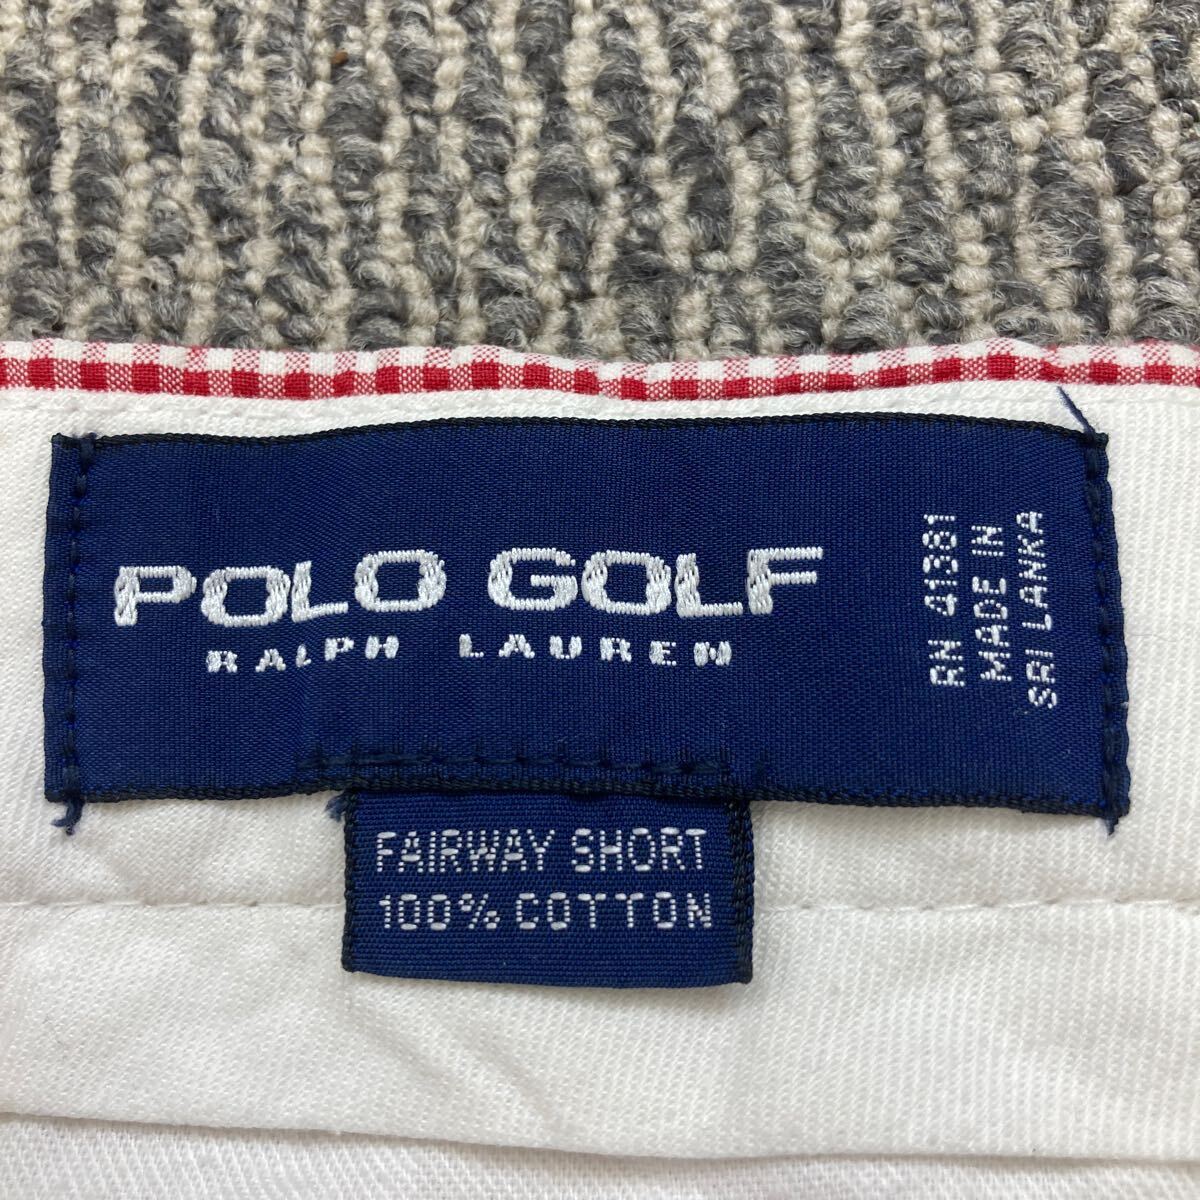 POLO GOLF
RALPH LAUREN
RN 41381
MADE IN
SRI LANKA
FAIRWAY SHORT
100% COTTON